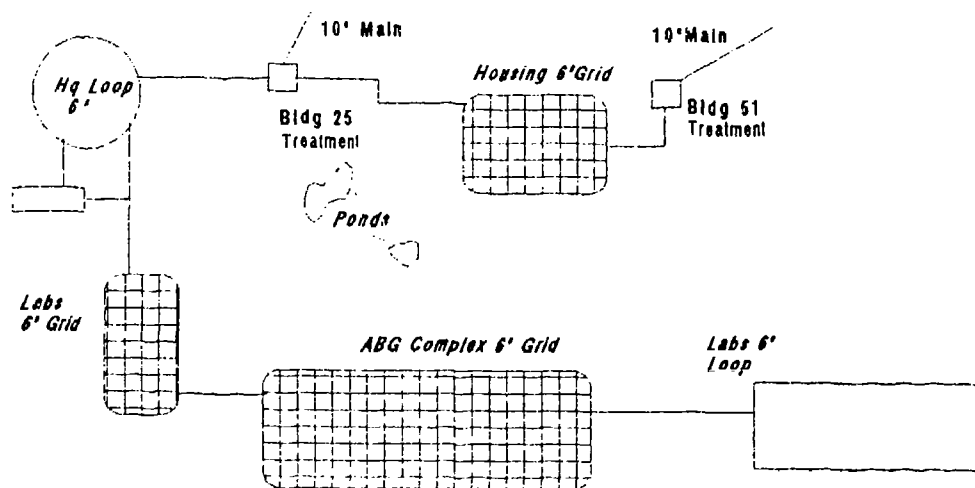 10" Main
10" Main
Hq Loop
6"
Housing 6" Grid
Bldg 25
Treatment
Bldg 51
Treatment
Ponds
Labs
6" Grid
ABG Complex 6" Grid
Labs 6"
Loop